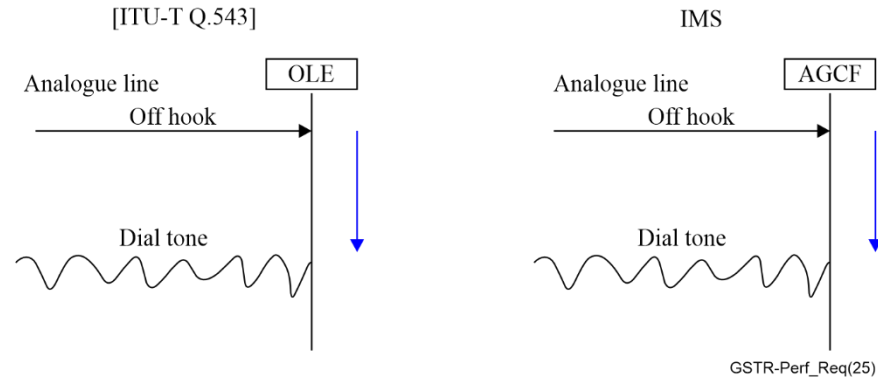 [ITU-T Q.543]
OLE
Analogue line
Off hook
Dial tone
IMS
AGCF
Analogue line
Off hook
Dial tone
GSTR-Perf_Req(25)